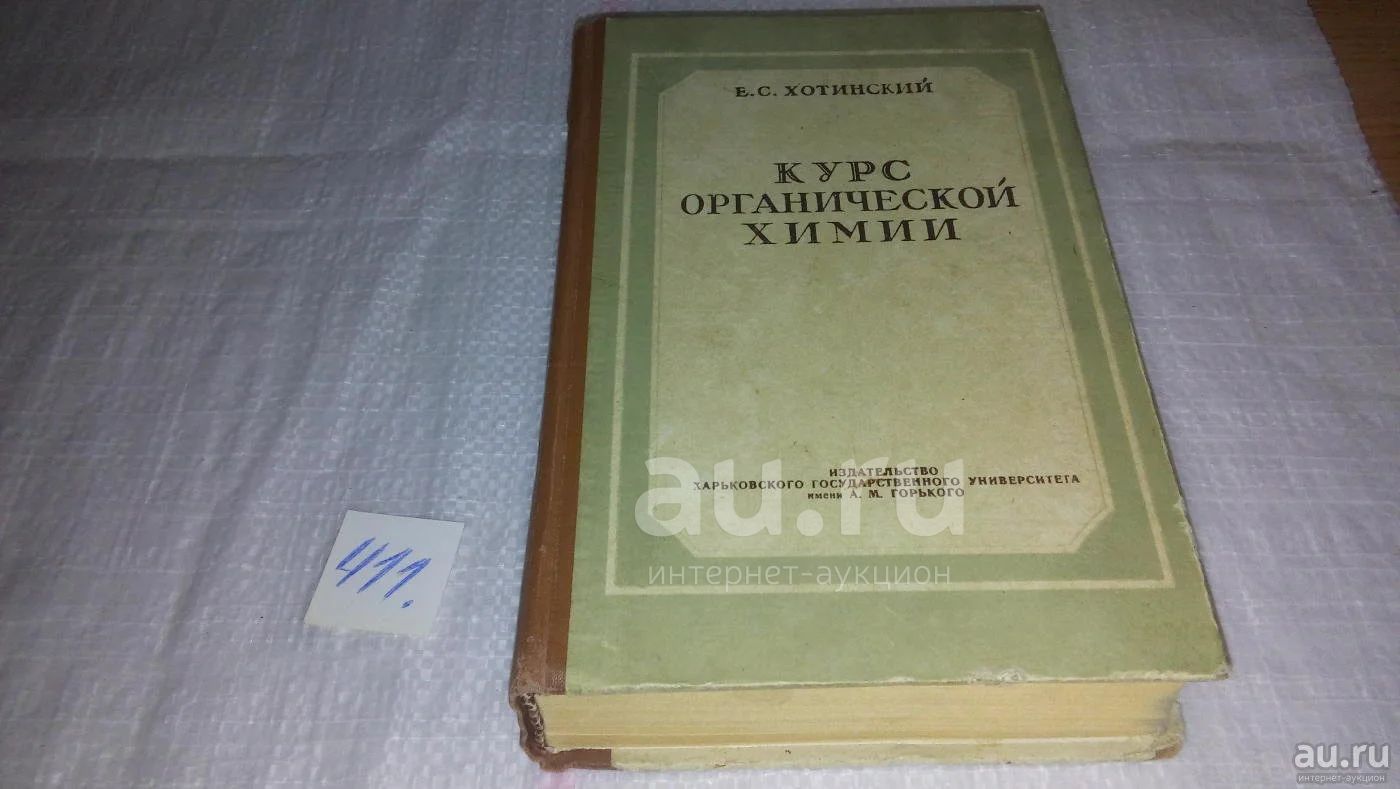 Е.С. ХОТИНСКИЙ
КУРС
ОРГАНИЧЕСКОЙ
ХИМИИ
ИЗДАТЕЛЬСТВО
ХАРЬКОВСКОГО ГОСУДАРСТВЕННОГО УНИВЕРСИТЕТА
имени А. М. ГОРЬКОГО
au.ru
интернет-аукцион
411.
au.ru
интернет-аукцион